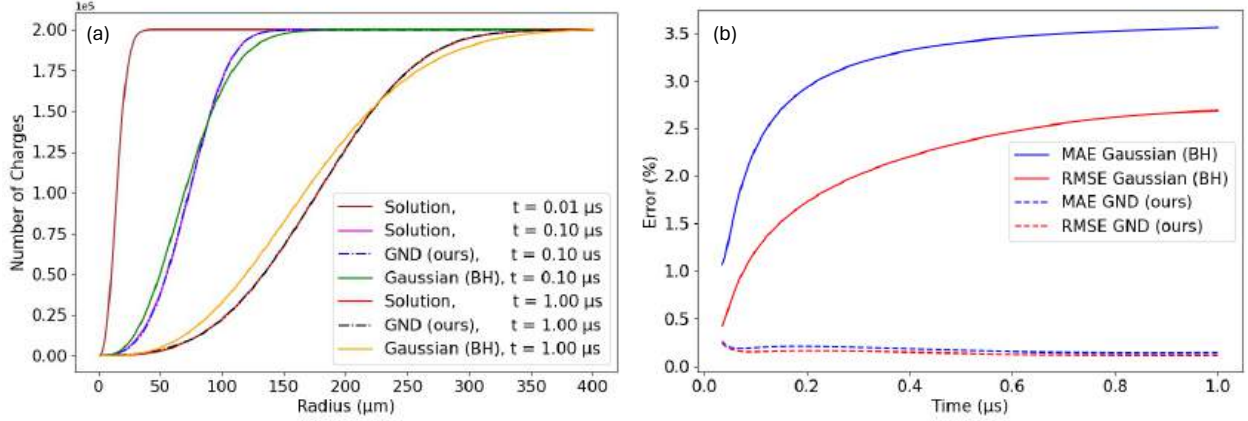 1e5
(a)
2.00
1.75
1.50
1.25
1.00
0.75
0.50
0.25
0.00
Number of Charges
Solution, t = 0.01 μs
Solution, t = 0.10 μs
GND (ours), t = 0.10 us
Gaussian (BH), t = 0.10 μs
Solution, t = 1.00 μs
GND (ours), t = 1.00 μs
Gaussian (BH), t = 1.00 μs
0 50 100 150 200 250 300 350 400
Radius (μm)
(b)
3.5
3.0
2.5
2.0
1.5
1.0
0.5
0.0
Error (%)
MAE Gaussian (BH)
RMSE Gaussian (BH)
MAE GND (ours)
RMSE GND (ours)
0.0 0.2 0.4 0.6 0.8 1.0
Time (μs)